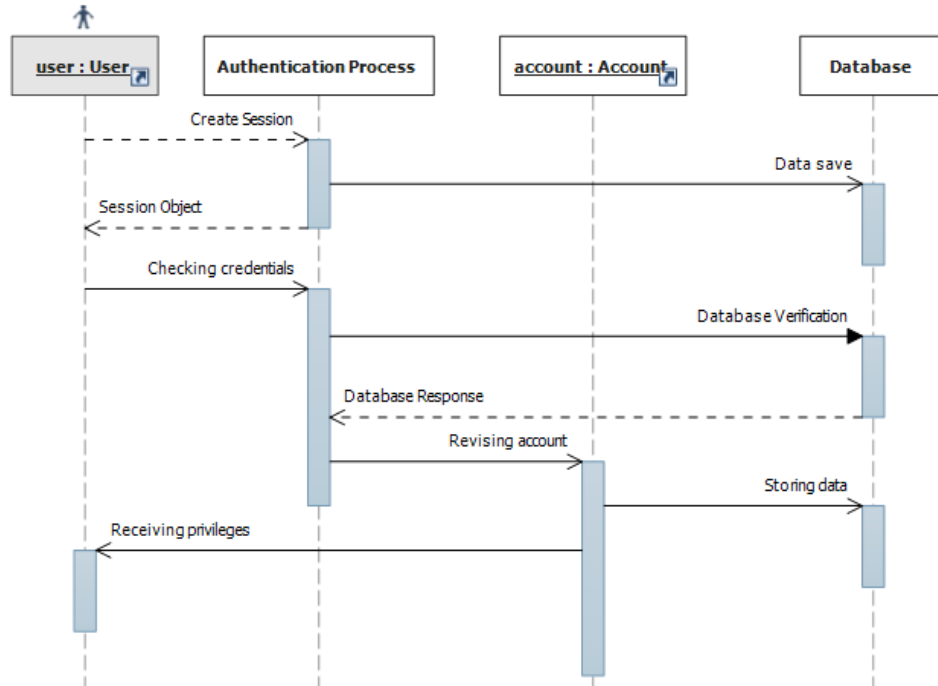 user : User
Authentication Process
account : Account
Database
Create Session
Data save
Session Object
Checking credentials
Database Verification
Database Response
Revising account
Storing data
Receiving privileges